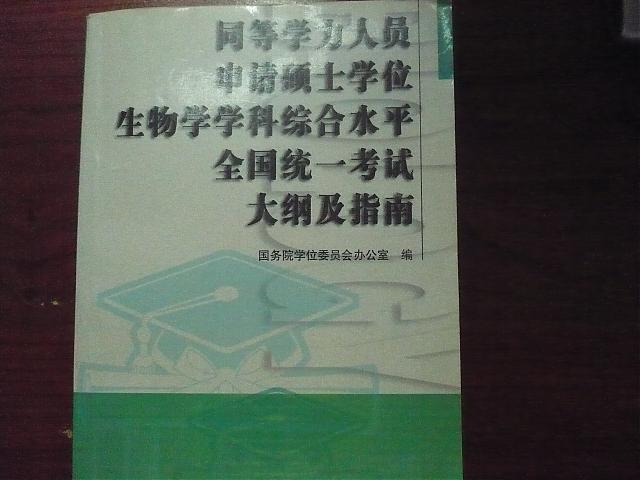 同等学力人员
申请硕士学位
生物学学科综合水平
全国统一考试
大纲及指南
国务院学位委员会办公室 编